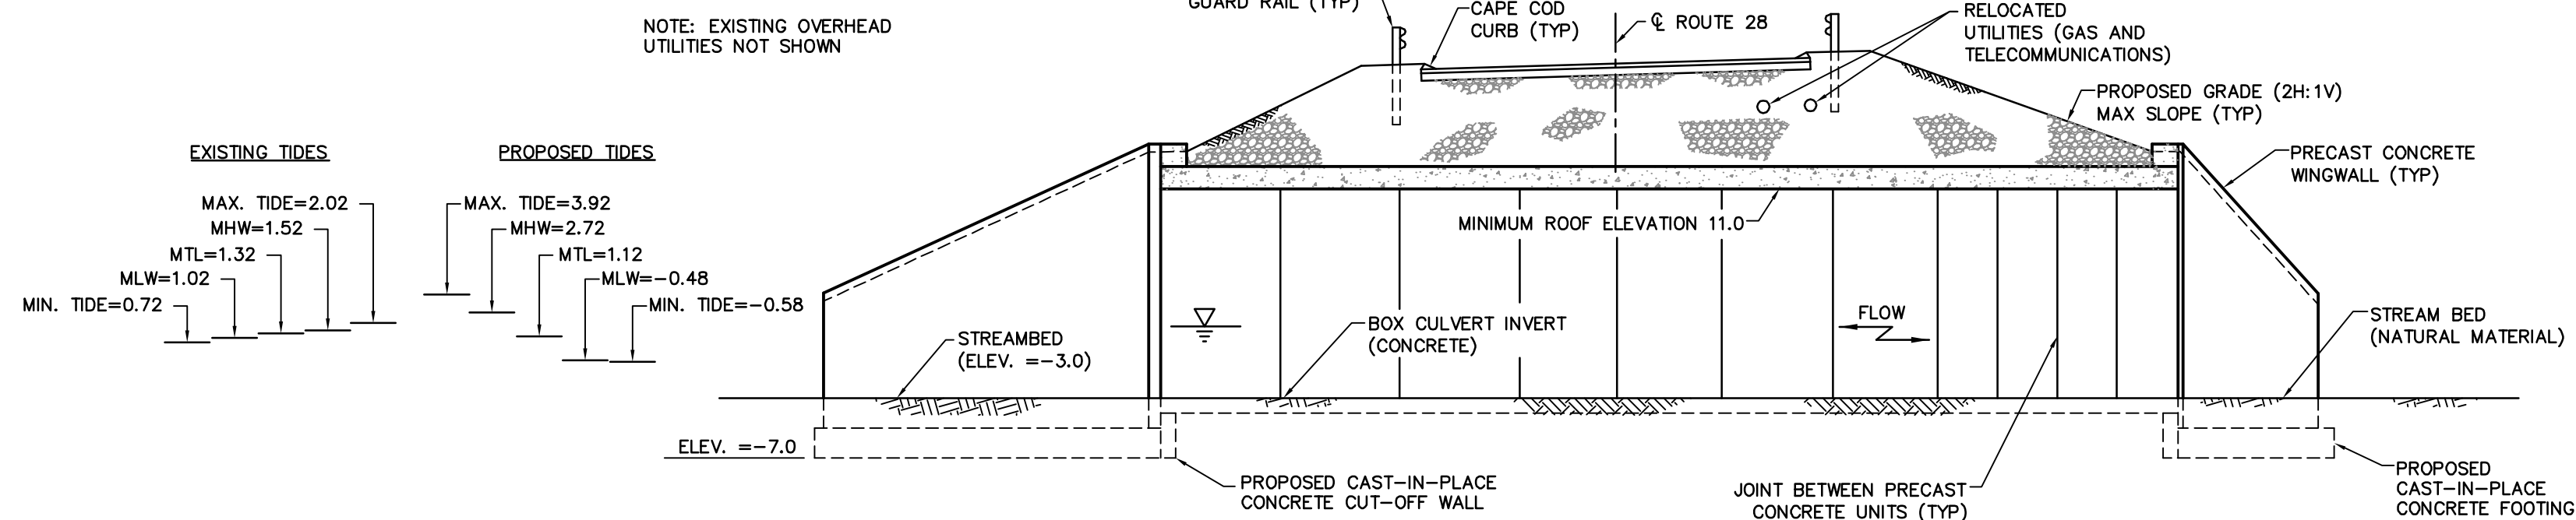 NOTE: EXISTING OVERHEAD
UTILITIES NOT SHOWN
GUARD RAIL (TYP)
CAPE COD
CURB (TYP)
℄ ROUTE 28
RELOCATED
UTILITIES (GAS AND
TELECOMMUNICATIONS)
PROPOSED GRADE (2H:1V)
MAX SLOPE (TYP)
PRECAST CONCRETE
WINGWALL (TYP)
EXISTING TIDES
MAX. TIDE=2.02
MHW=1.52
MTL=1.32
MLW=1.02
MIN. TIDE=0.72
PROPOSED TIDES
MAX. TIDE=3.92
MHW=2.72
MTL=1.12
MLW=-0.48
MIN. TIDE=-0.58
MINIMUM ROOF ELEVATION 11.0
STREAMBED
(ELEV. =-3.0)
BOX CULVERT INVERT
(CONCRETE)
FLOW
STREAM BED
(NATURAL MATERIAL)
ELEV. =-7.0
PROPOSED CAST-IN-PLACE
CONCRETE CUT-OFF WALL
JOINT BETWEEN PRECAST
CONCRETE UNITS (TYP)
PROPOSED
CAST-IN-PLACE
CONCRETE FOOTING